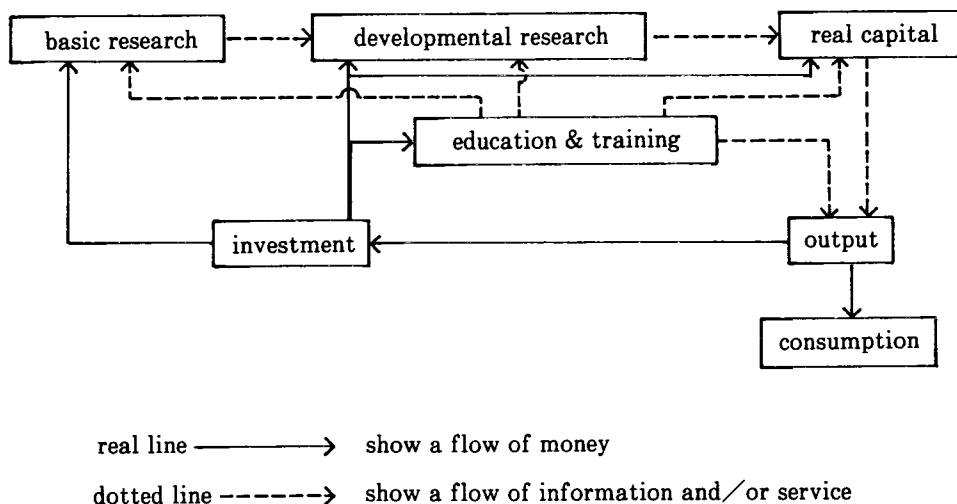 basic research
developmental research
real capital
education & training
investment
output
consumption
real line
show a flow of money
dotted line
show a flow of information and/or service